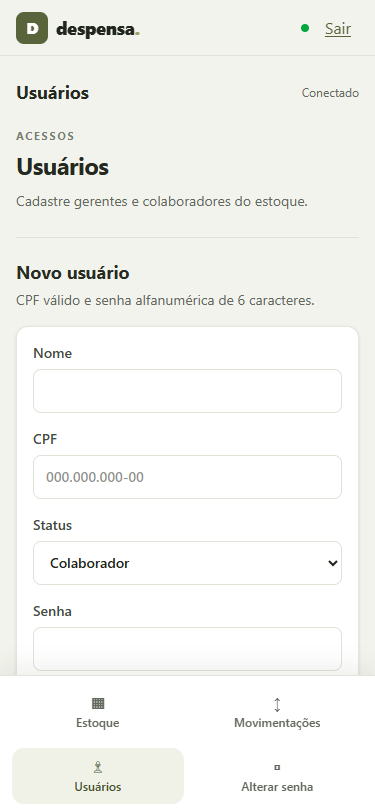 D despensa.
Sair
Usuários
Conectado
ACESSOS
Usuários
Cadastre gerentes e colaboradores do estoque.
Novo usuário
CPF válido e senha alfanumérica de 6 caracteres.
Nome
CPF
000.000.000-00
Status
Colaborador
Senha
Estoque
Movimentações
Usuários
Alterar senha